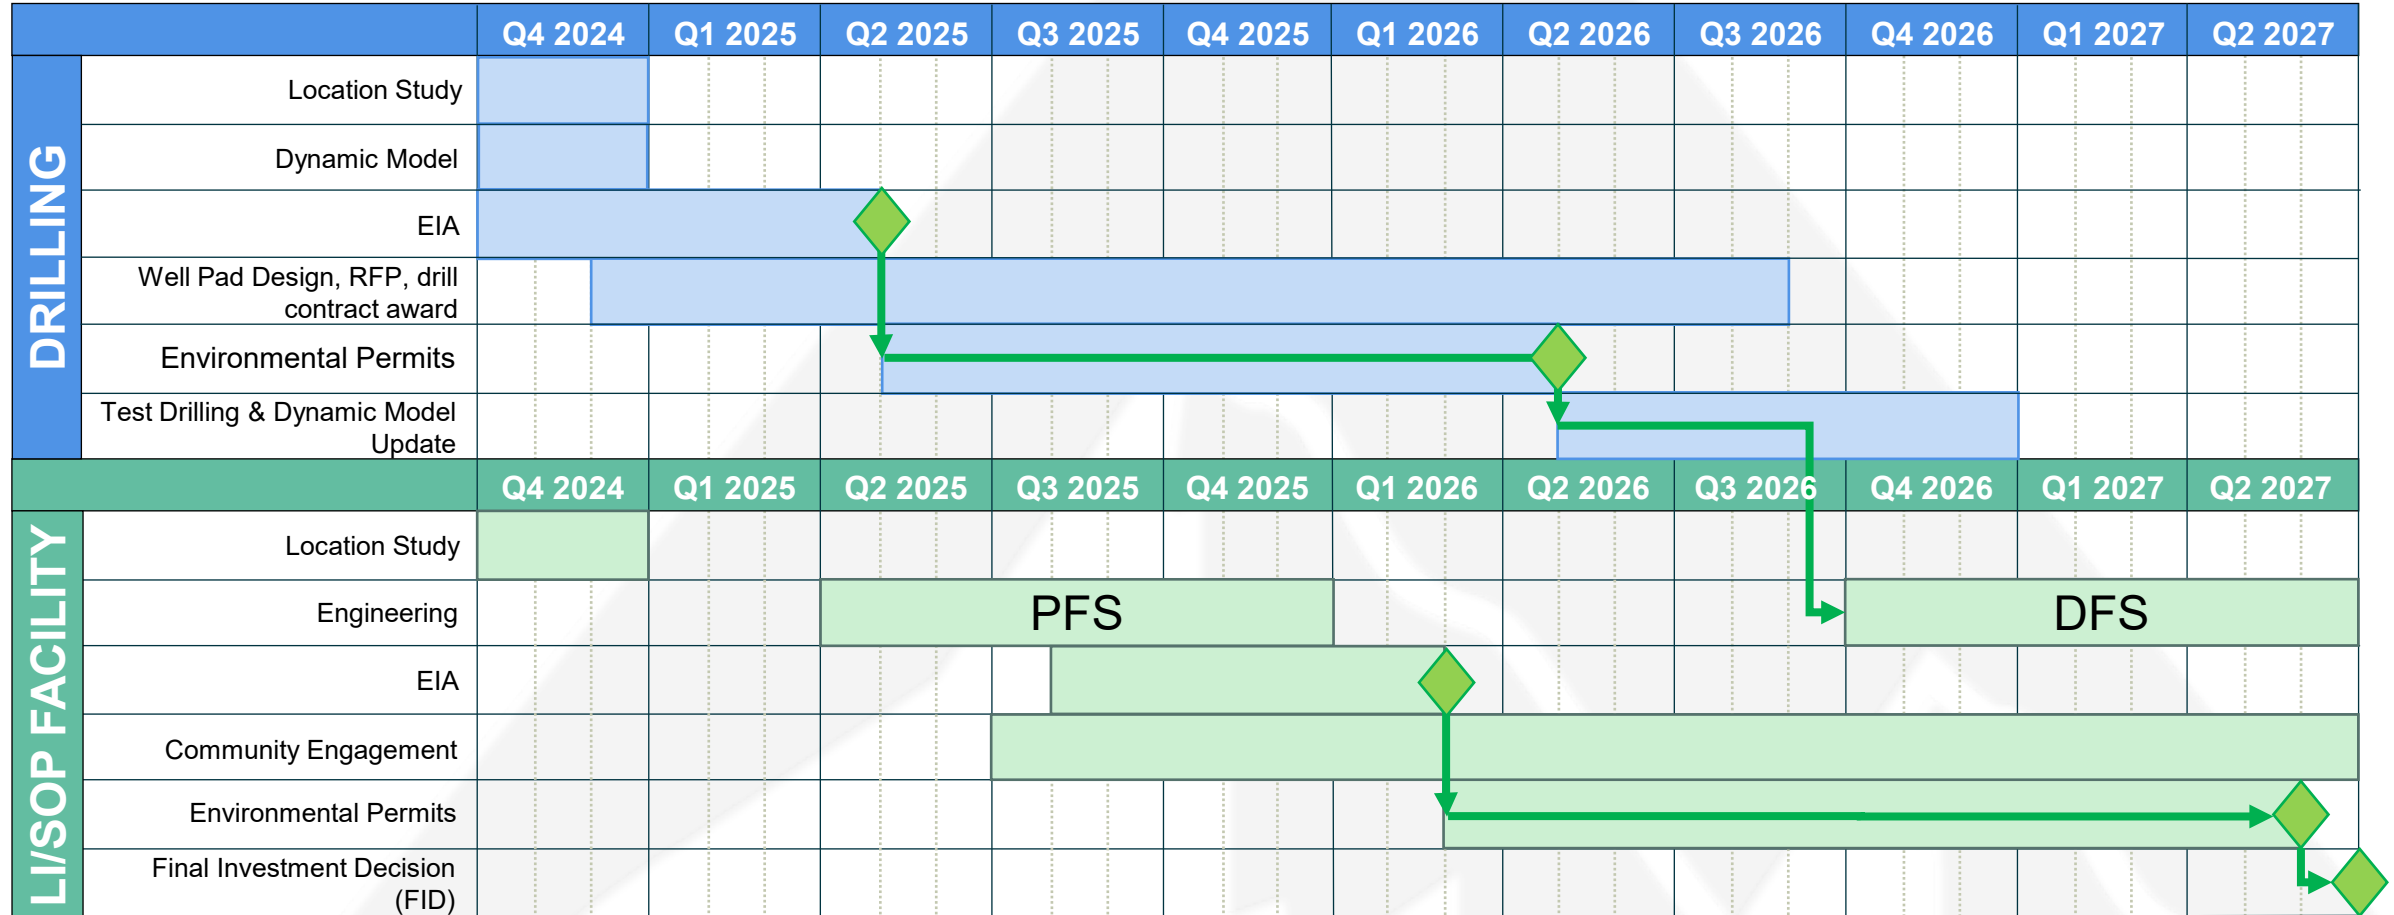 Q4 2024 Q1 2025 Q2 2025 Q3 2025 Q4 2025 Q1 2026 Q2 2026 Q3 2026 Q4 2026 Q1 2027 Q2 2027
DRILLING
Location Study
Dynamic Model
EIA
Well Pad Design, RFP, drill
contract award
Environmental Permits
Test Drilling & Dynamic Model
Update
Q4 2024 Q1 2025 Q2 2025 Q3 2025 Q4 2025 Q1 2026 Q2 2026 Q3 2026 Q4 2026 Q1 2027 Q2 2027
LI/SOP FACILITY
Location Study
Engineering PFS DFS
EIA
Community Engagement
Environmental Permits
Final Investment Decision
(FID)